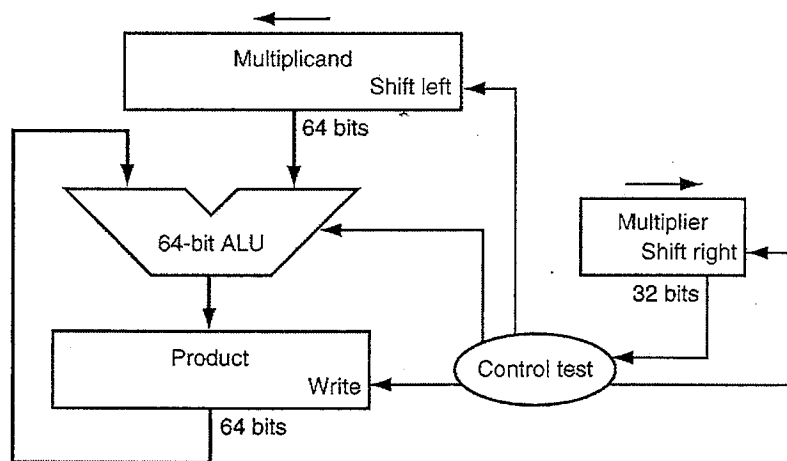 Multiplicand
Shift left
64 bits
64-bit ALU
Multiplier
Shift right
32 bits
Product
Write
Control test
64 bits